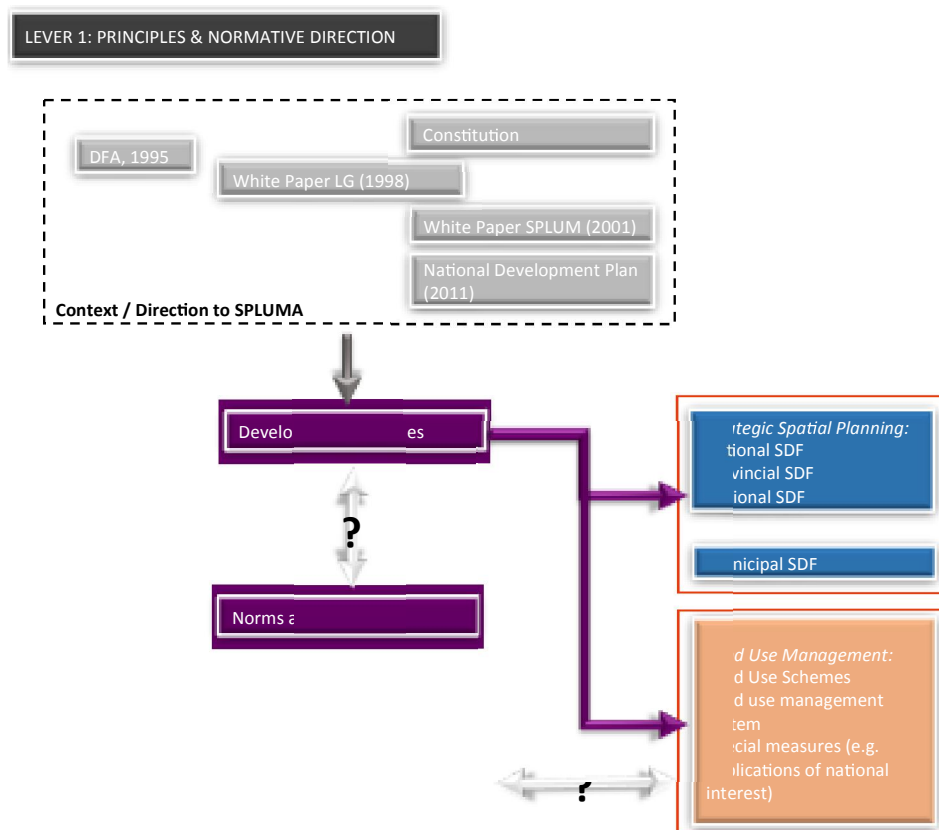 LEVER 1: PRINCIPLES & NORMATIVE DIRECTION
Constitution
DFA, 1995
White Paper LG (1998)
White Paper SPLUM (2001)
National Development Plan
(2011)
Context / Direction to SPLUMA
Develo es
?
Norms a
ategic Spatial Planning:
tional SDF
vincial SDF
ional SDF
nicipal SDF
d Use Management:
d Use Schemes
d use management
tem
cial measures (e.g.
plications of national
interest)
?